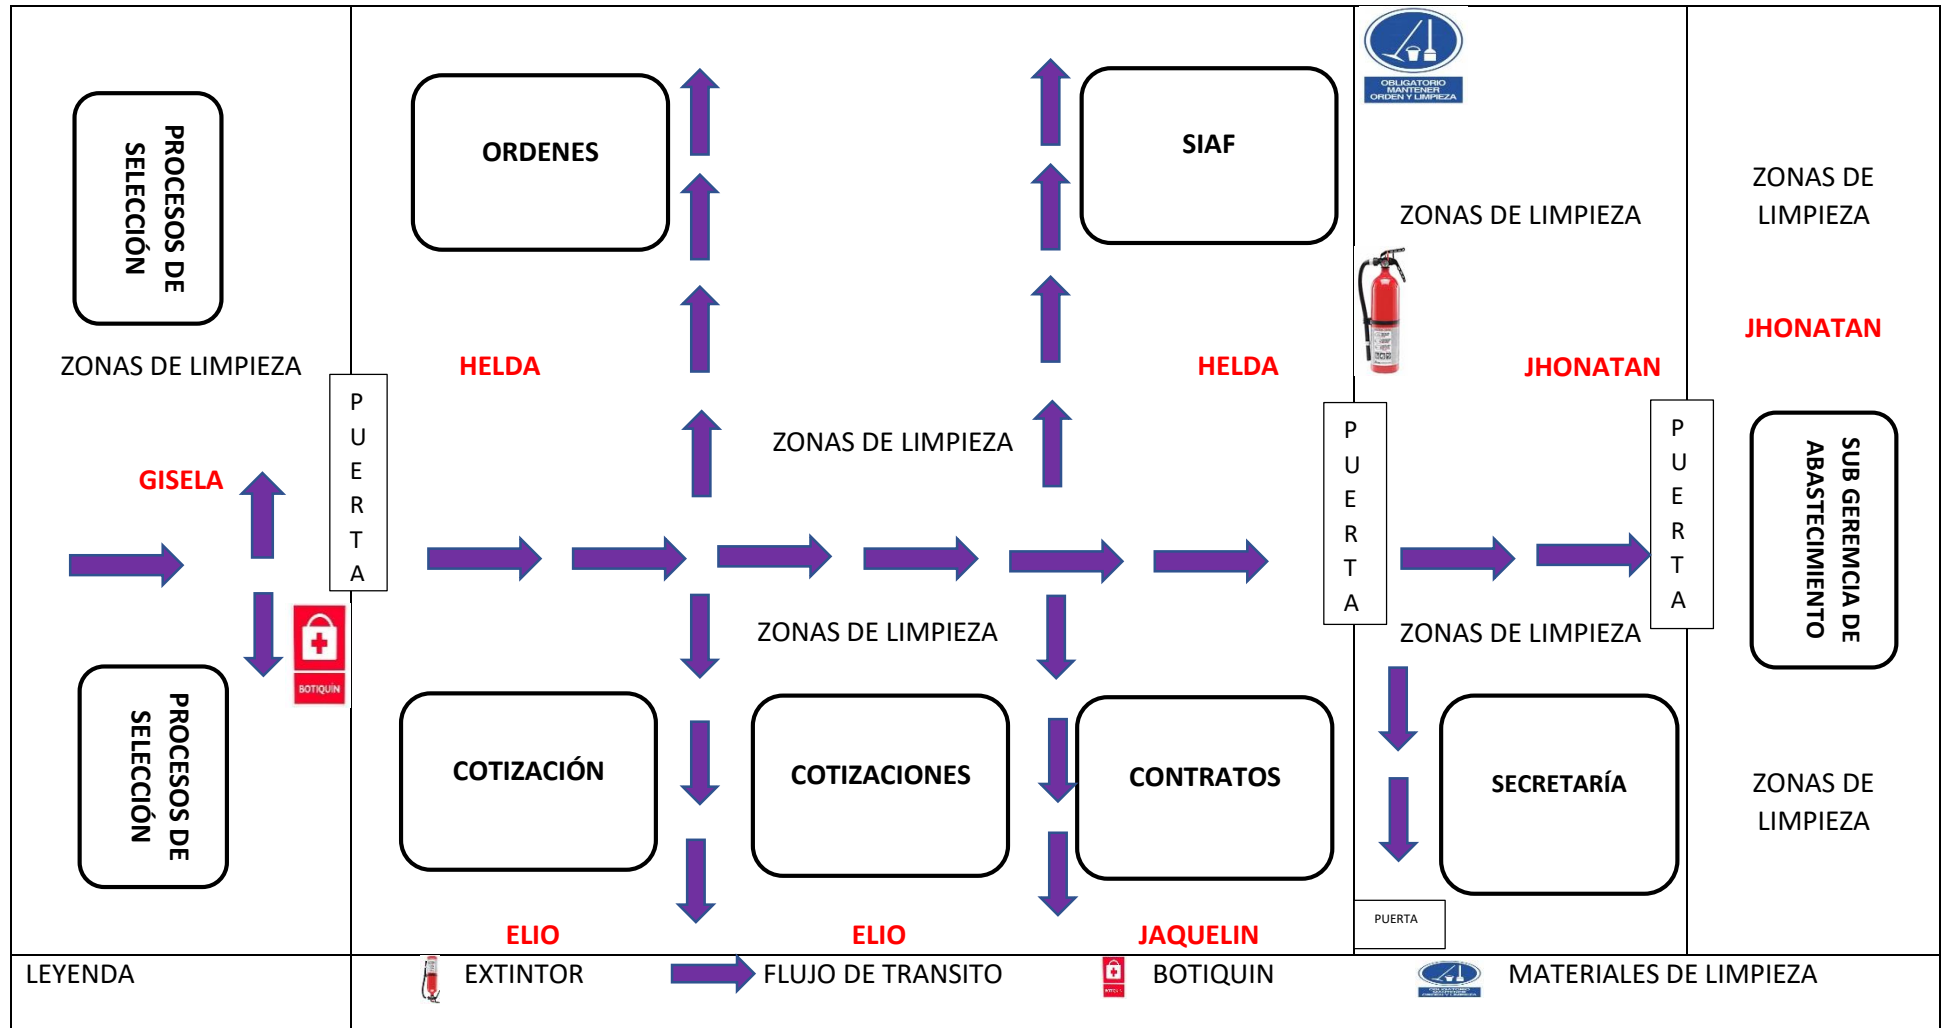 OBLIGATORIO
MANTENER
ORDEN Y LIMPIEZA
PROCESOS DE
SELECCIÓN
ORDENES
SIAF
ZONAS DE LIMPIEZA
ZONAS DE
LIMPIEZA
JHONATAN
ZONAS DE LIMPIEZA
HELDA
HELDA
JHONATAN
PUERTA
ZONAS DE LIMPIEZA
PUERTA
PUERTA
SUB GEREMCIA DE
ABASTECIMIENTO
GISELA
ZONAS DE LIMPIEZA
ZONAS DE LIMPIEZA
BOTIQUÍN
PROCESOS DE
SELECCIÓN
COTIZACIÓN
COTIZACIONES
CONTRATOS
SECRETARÍA
ZONAS DE
LIMPIEZA
PUERTA
ELIO
ELIO
JAQUELIN
LEYENDA
EXTINTOR
FLUJO DE TRANSITO
BOTIQUIN
MATERIALES DE LIMPIEZA